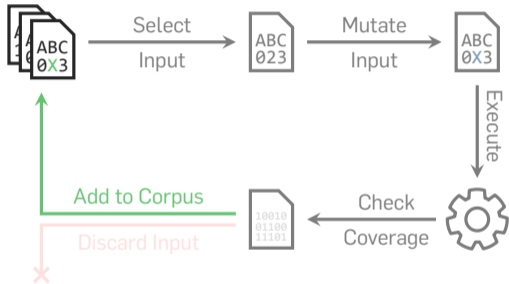 ABC
0X3
Select
Input
ABC
023
Mutate
Input
ABC
0X3
Execute
Check
Coverage
10010
01100
11101
Add to Corpus
Discard Input